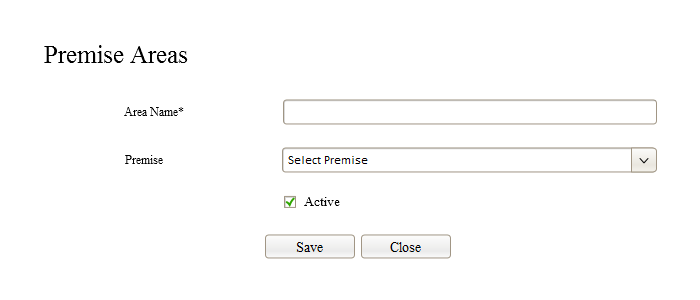 Premise Areas
Area Name*
Premise
Select Premise
Active
Save
Close